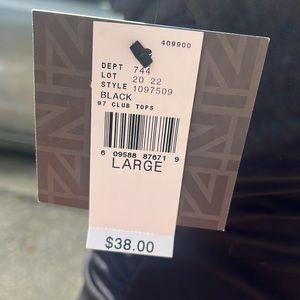 409900
DEPT 744
LOT 20 22
STYLE 1097509
BLACK
97 CLUB TOPS
6 09588 87671 9
LARGE
$38.00